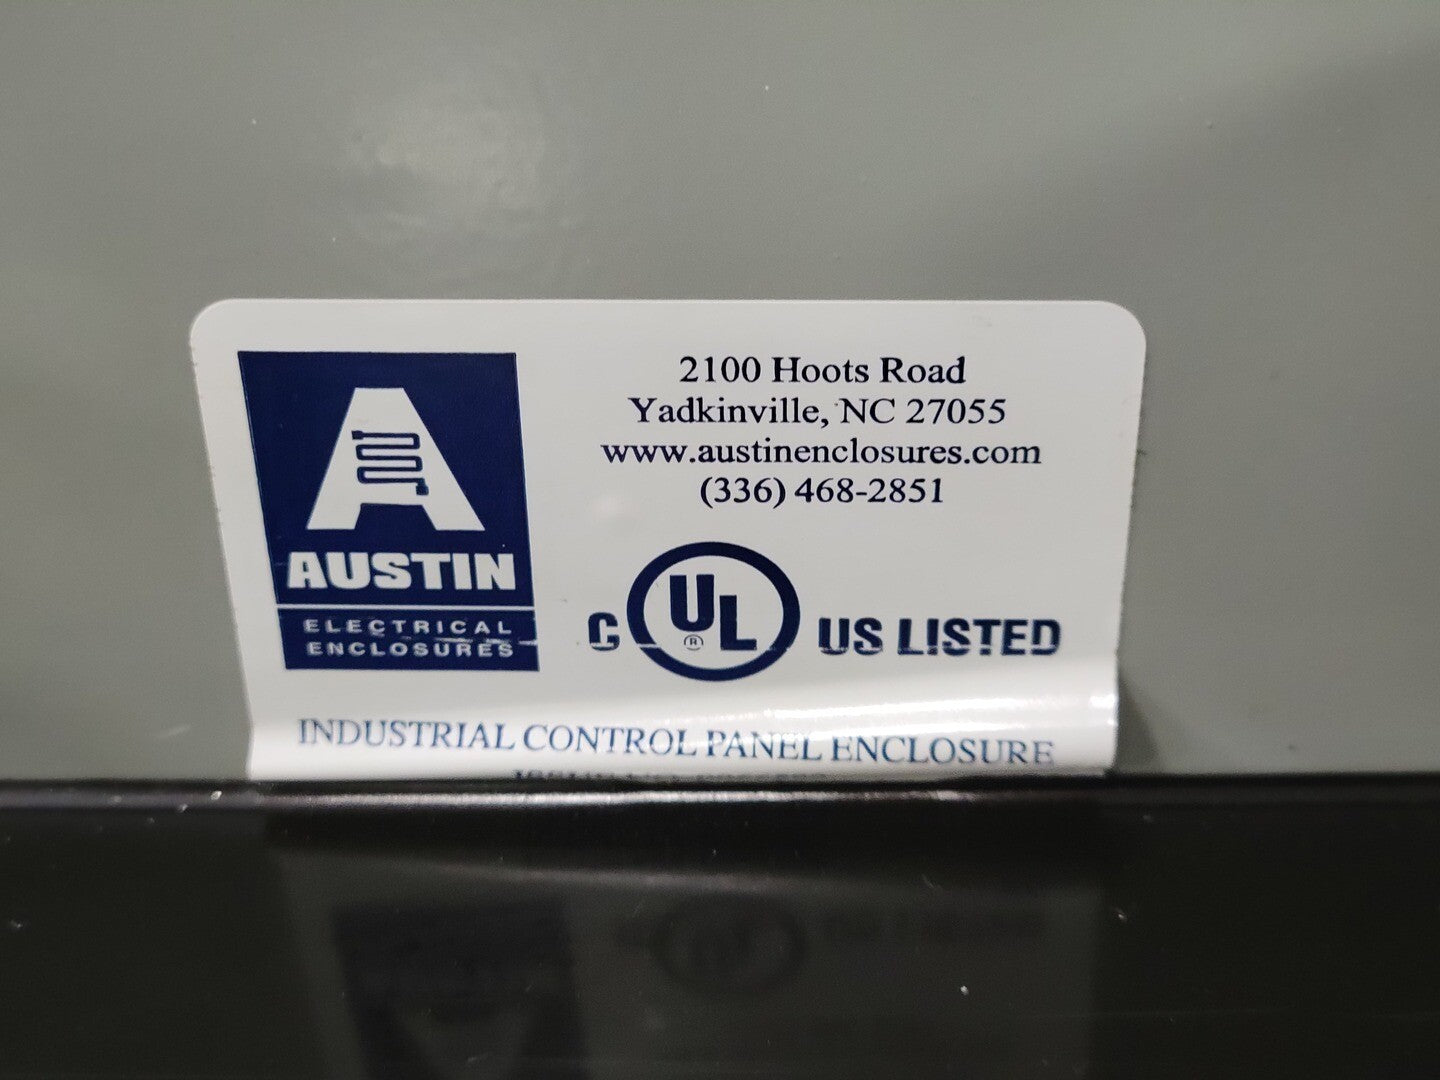 2100 Hoots Road
Yadkinville, NC 27055
www.austinenclosures.com
(336) 468-2851
A
AUSTIN
ELECTRICAL
ENCLOSURES
C UL ® US LISTED
INDUSTRIAL CONTROL PANEL ENCLOSURE